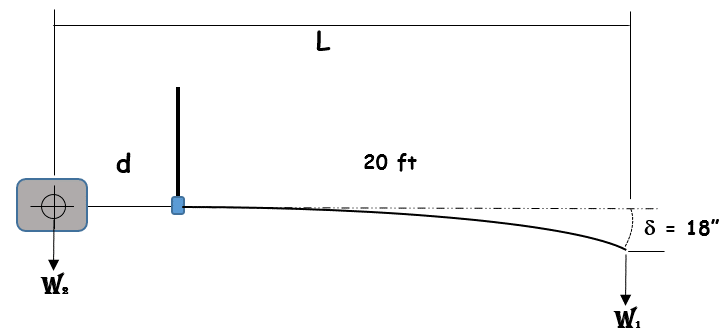 L
d
20 ft
δ = 18"
W₂
W₁